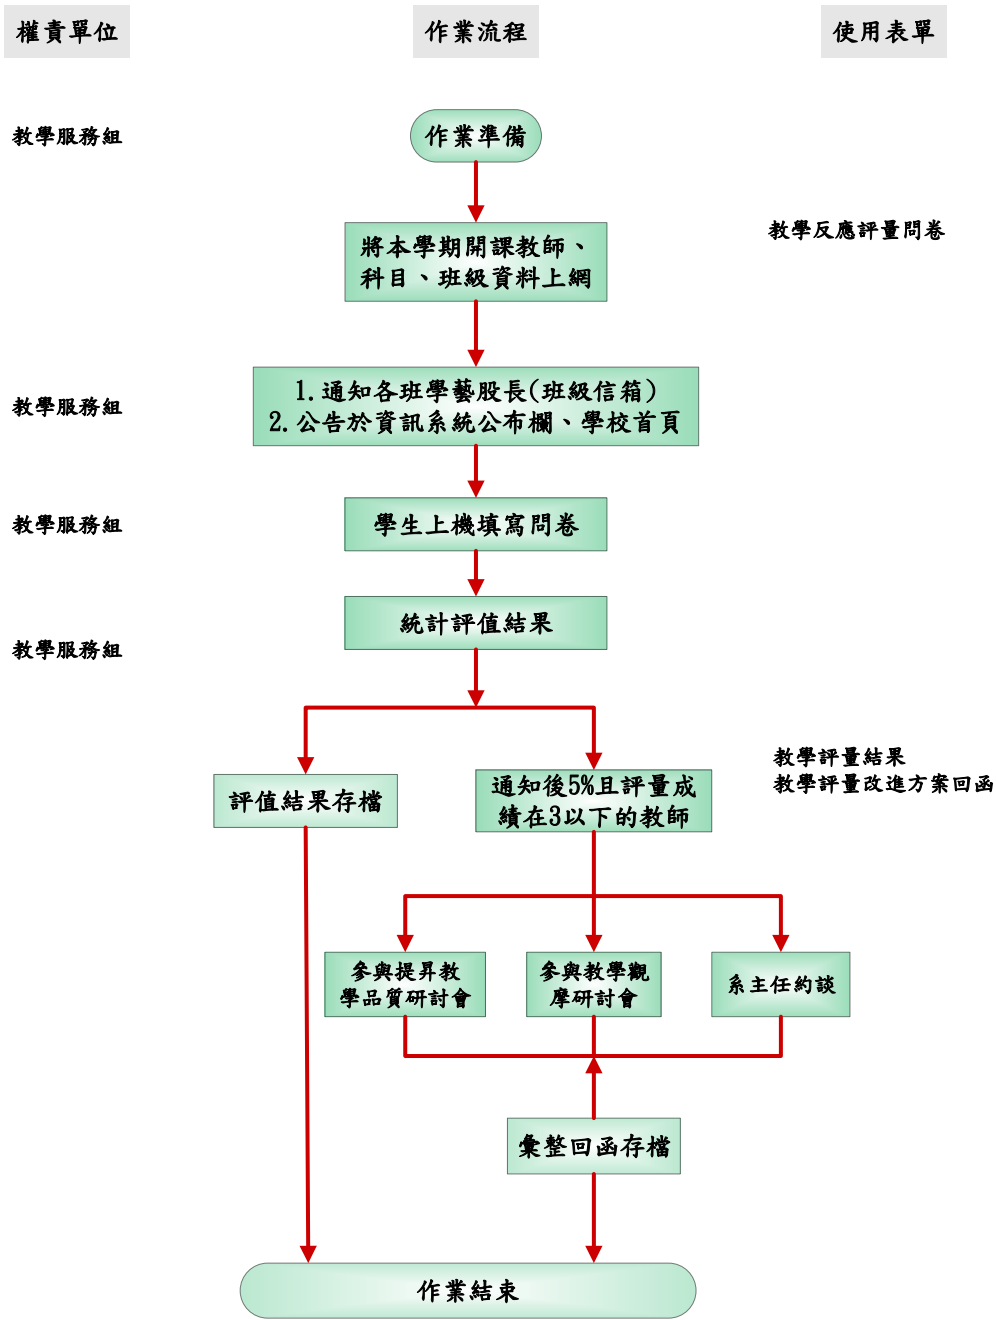 權責單位
作業流程
使用表單
教學服務組
作業準備
教學反應評量問卷
將本學期開課教師、
科目、班級資料上網
教學服務組
1.通知各班學藝股長(班級信箱)
2.公告於資訊系統公布欄、學校首頁
教學服務組
學生上機填寫問卷
教學服務組
統計評值結果
教學評量結果
教學評量改進方案回函
評值結果存檔
通知後5%且評量成
績在3以下的教師
參與提昇教
學品質研討會
參與教學觀
摩研討會
系主任約談
彙整回函存檔
作業結束